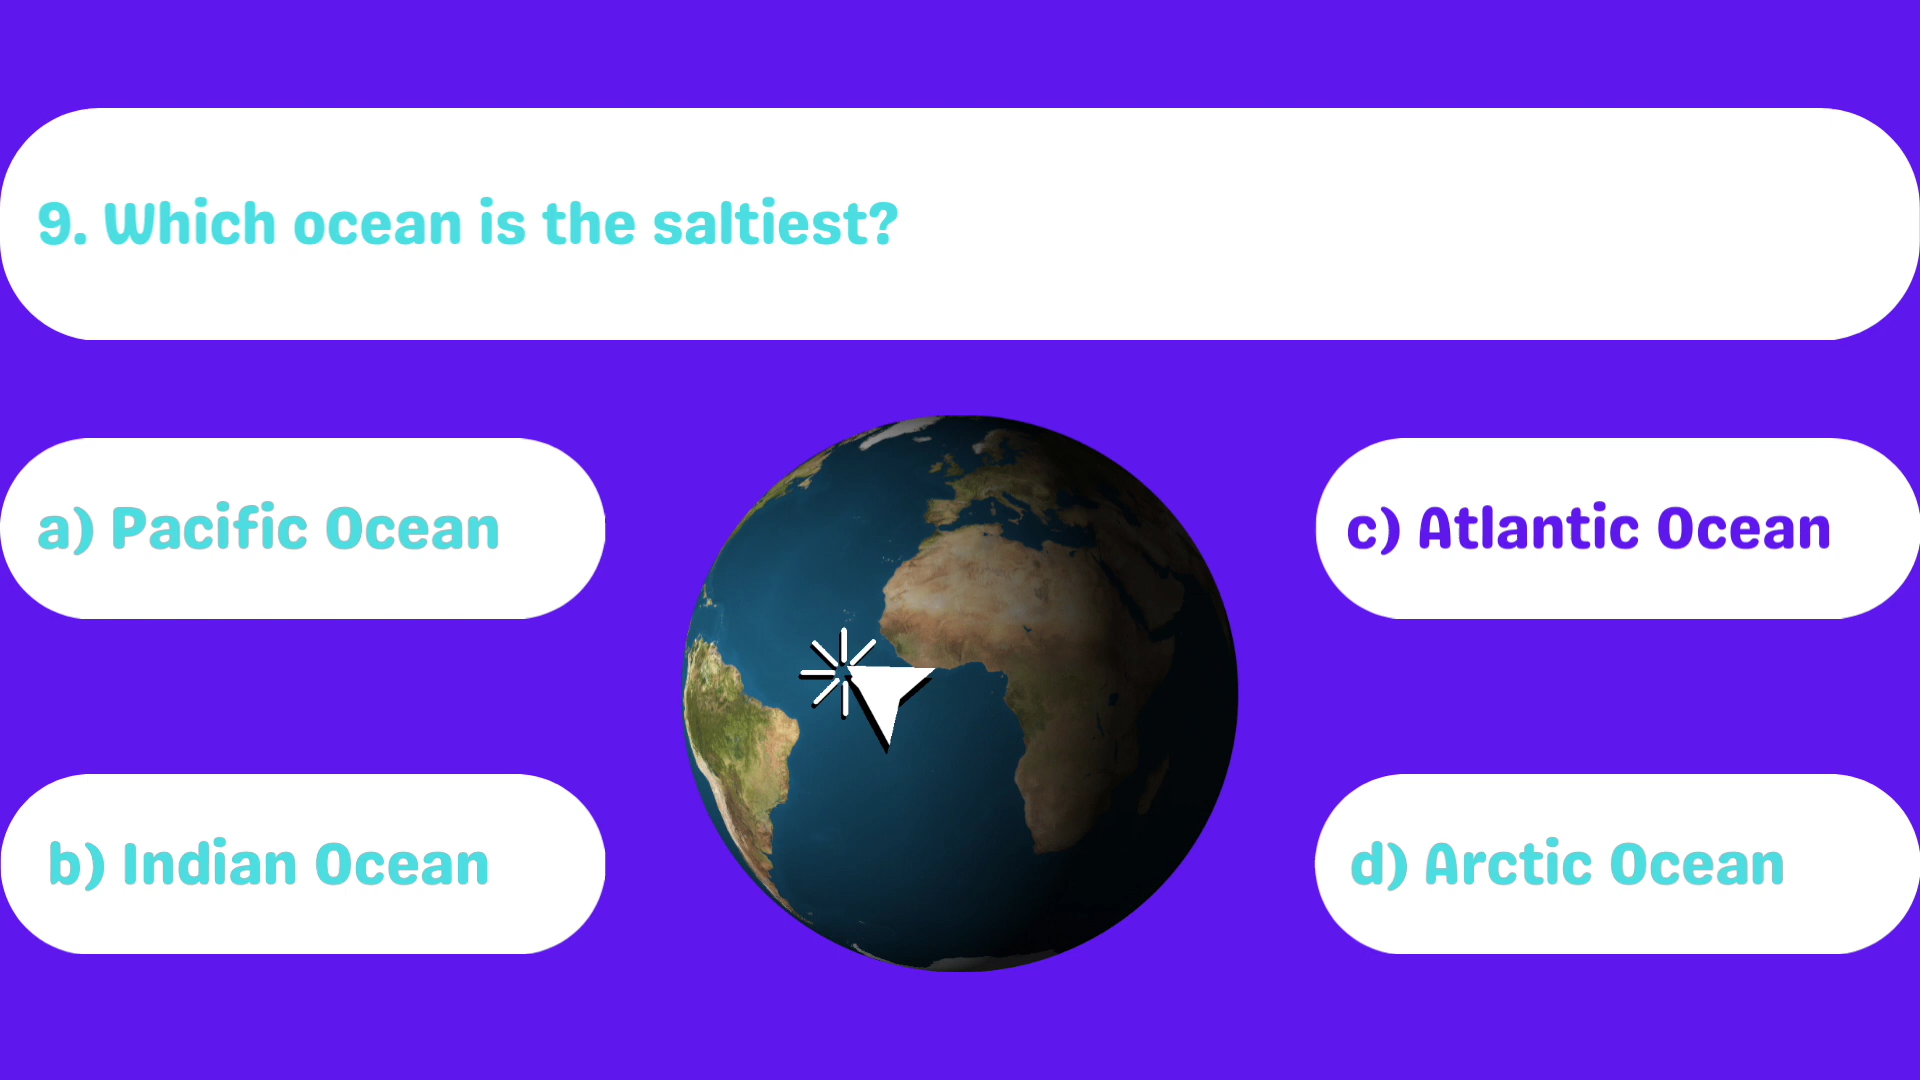 9. Which ocean is the saltiest?
a) Pacific Ocean
b) Indian Ocean
c) Atlantic Ocean
d) Arctic Ocean